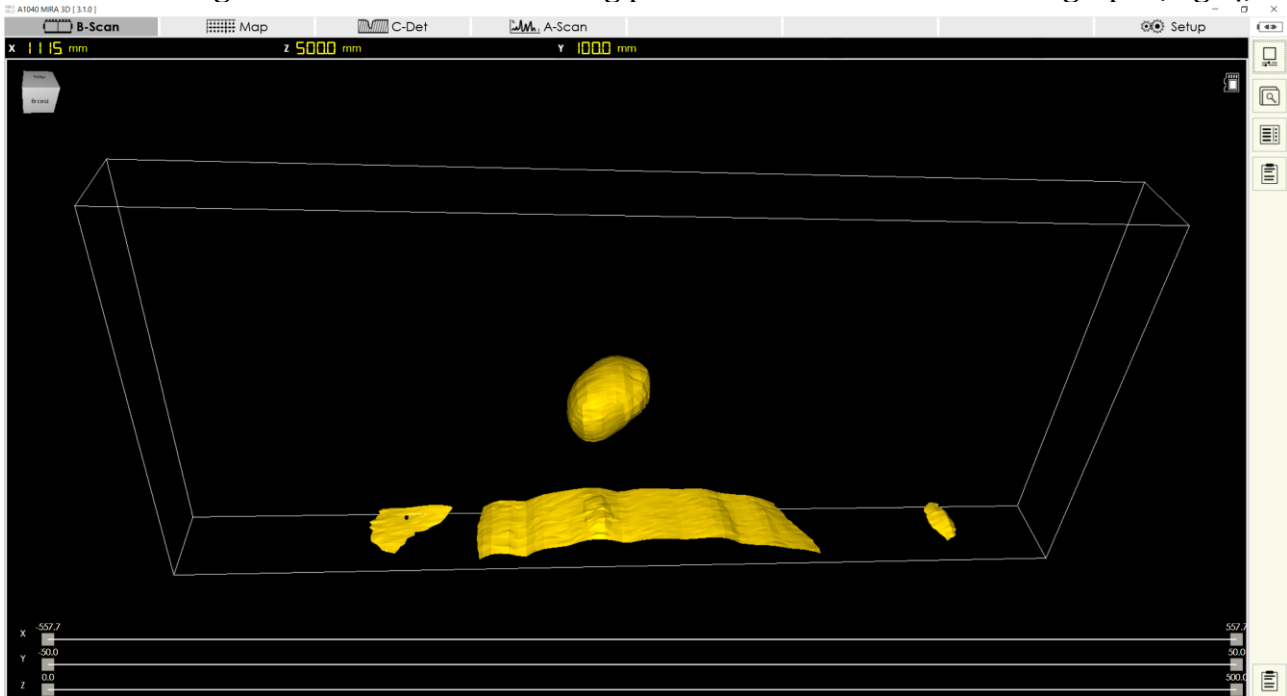 A1040 MIRA 3D [ 3.1.0 ]
B-Scan Map C-Det A-Scan Setup
X 1115 mm Z 500.0 mm Y 100.0 mm
front
X -557.7 557.7
Y -50.0 50.0
Z 0.0 500.0